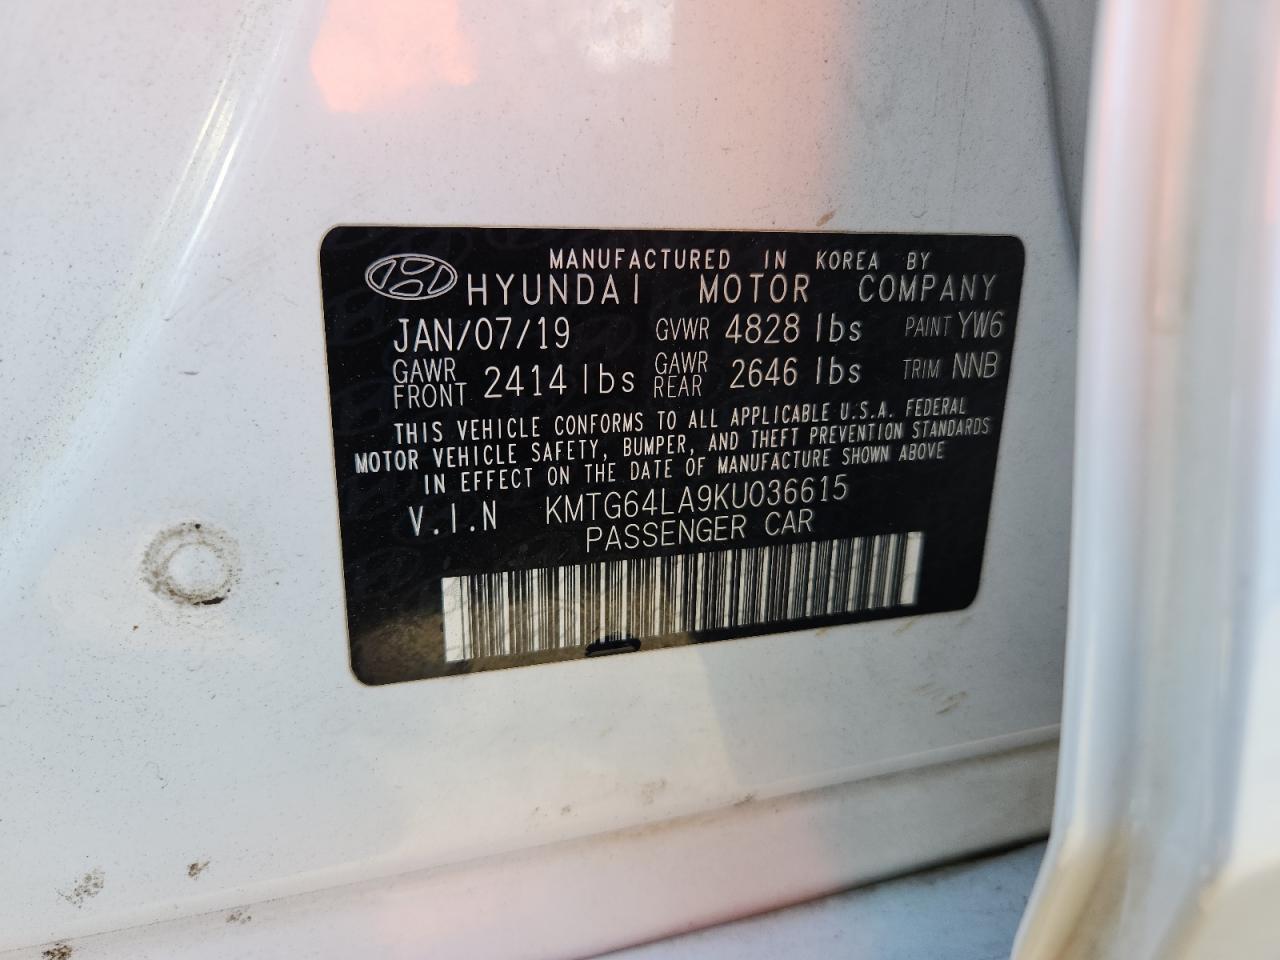 MANUFACTURED IN KOREA BY
HYUNDAI MOTOR COMPANY
JAN/07/19 GVWR 4828 lbs PAINT YW6
GAWR FRONT 2414 lbs GAWR REAR 2646 lbs TRIM NNB
THIS VEHICLE CONFORMS TO ALL APPLICABLE U.S.A. FEDERAL
MOTOR VEHICLE SAFETY, BUMPER, AND THEFT PREVENTION STANDARDS
IN EFFECT ON THE DATE OF MANUFACTURE SHOWN ABOVE
V.I.N KMTG64LA9KU036615
PASSENGER CAR